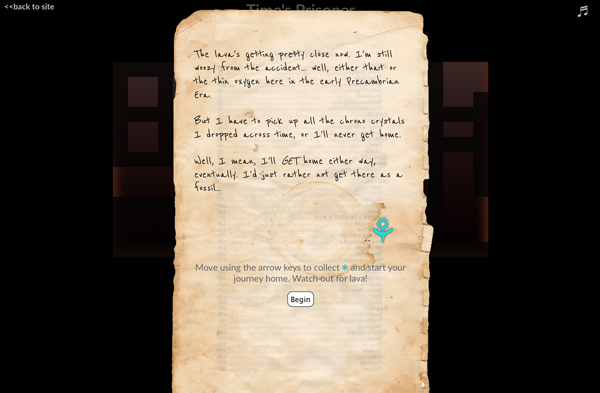 <<back to site
Time's Prisoner
The lava's getting pretty close now. I'm still
woozy from the accident... well, either that or
the thin oxygen here in the early Precambrian
Era.
But I have to pick up all the chrono crystals
I dropped across time, or I'll never get home.
Well, I mean, I'll GET home either way,
eventually. I'd just rather not get there as a
fossil...
Move using the arrow keys to collect and start your
journey home. Watch out for lava!
Begin